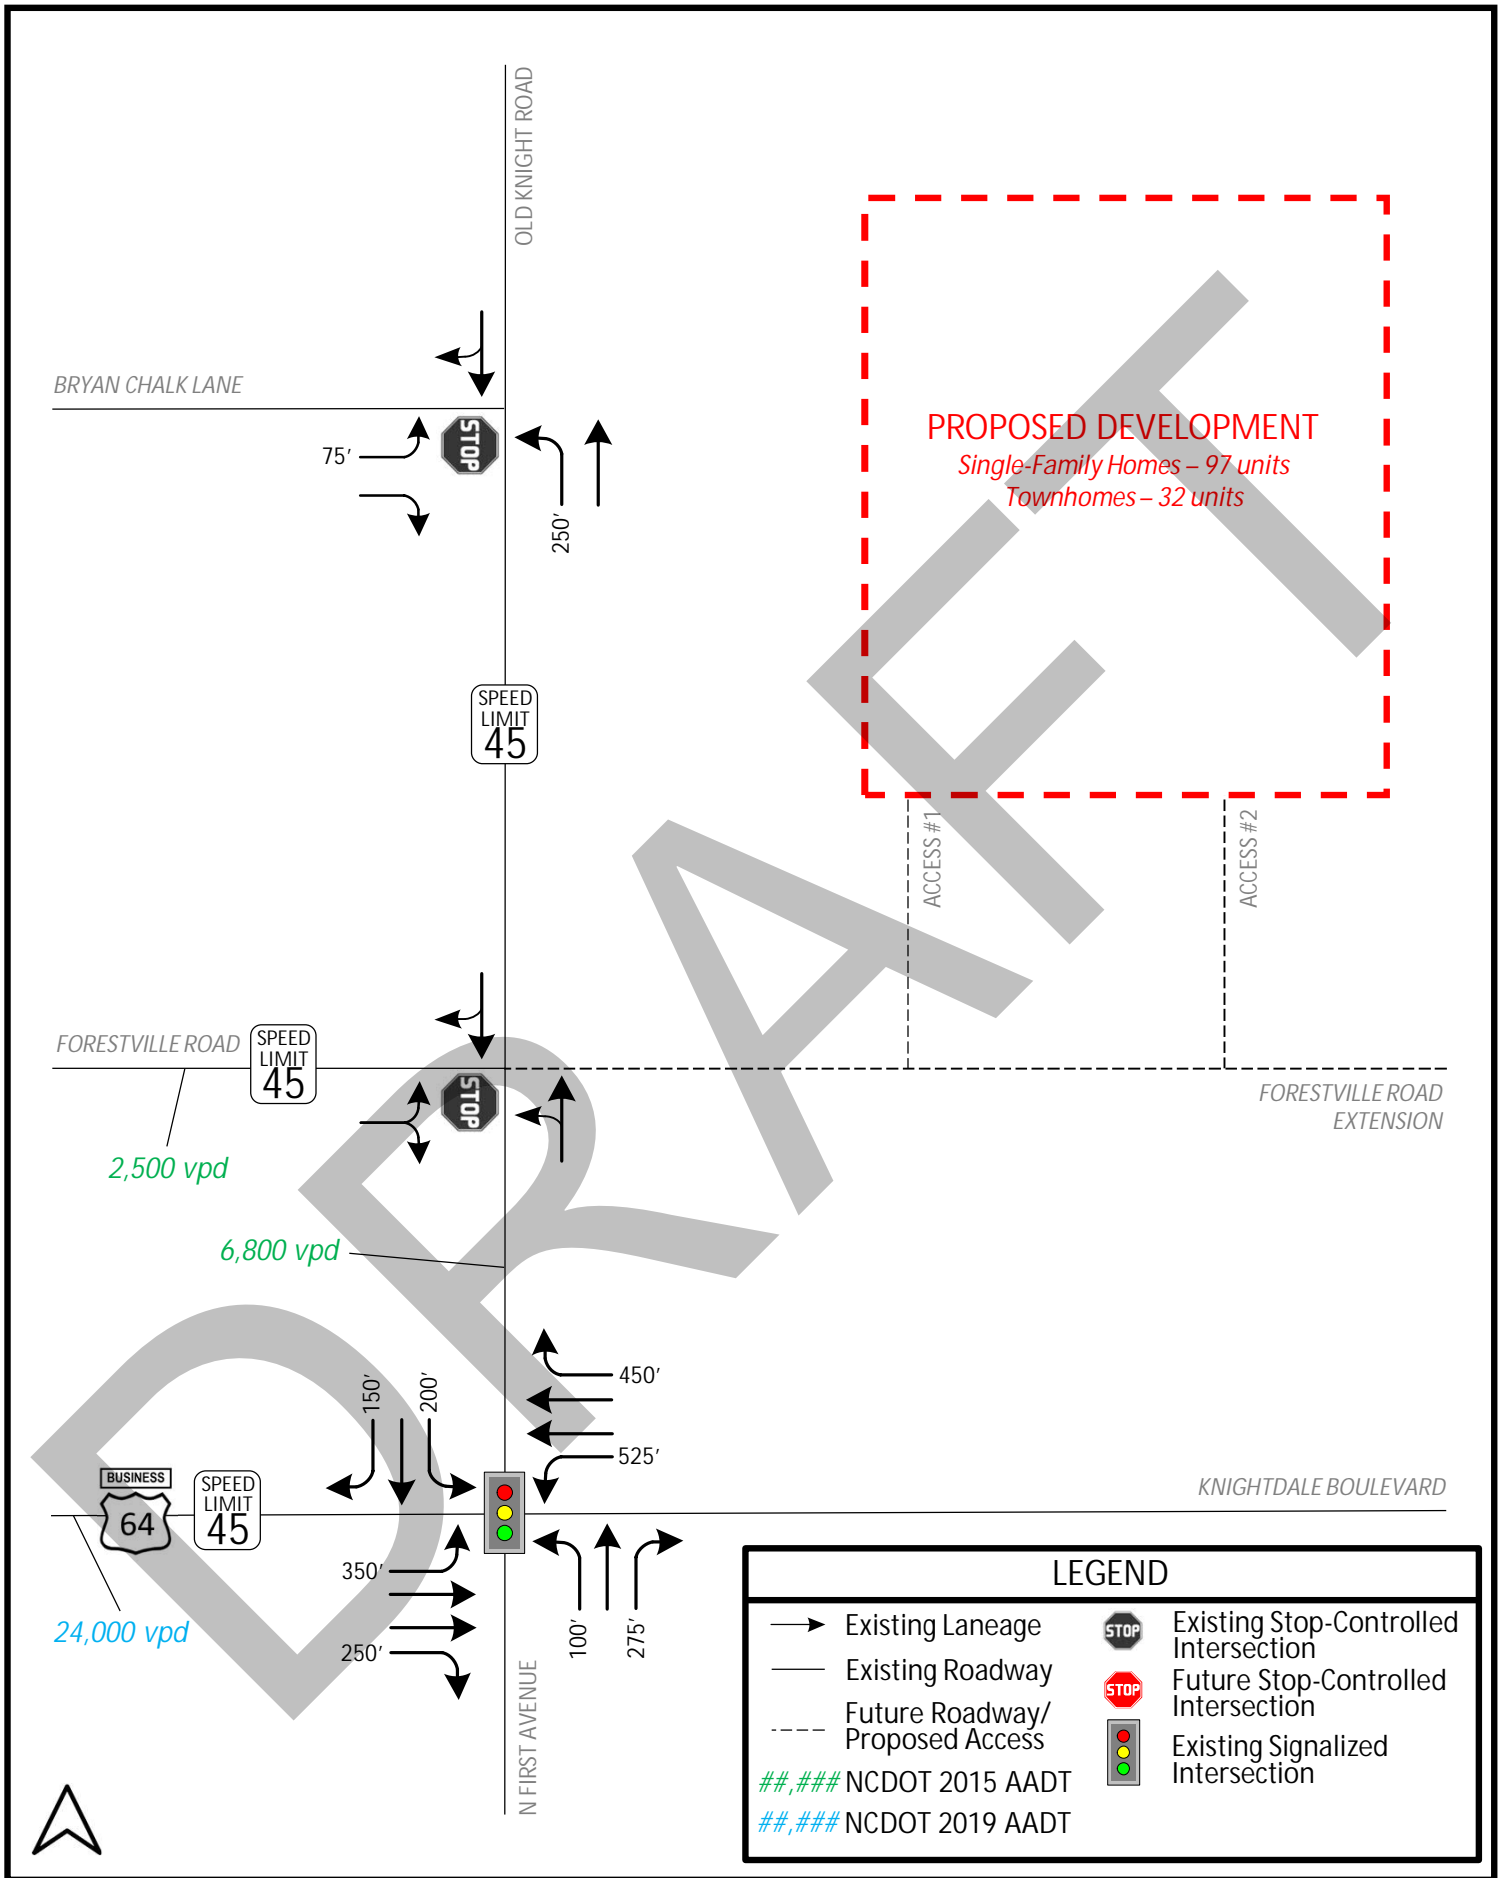 OLD KNIGHT ROAD
BRYAN CHALK LANE
STOP
75'
250'
PROPOSED DEVELOPMENT
Single-Family Homes – 97 units
Townhomes – 32 units
SPEED
LIMIT
45
ACCESS #1
ACCESS #2
FORESTVILLE ROAD
SPEED
LIMIT
45
STOP
FORESTVILLE ROAD
EXTENSION
2,500 vpd
6,800 vpd
DRAFT
450'
525'
150'
200'
BUSINESS
64
SPEED
LIMIT
45
KNIGHTDALE BOULEVARD
24,000 vpd
350'
250'
100'
275'
N FIRST AVENUE
LEGEND
Existing Laneage
Existing Roadway
Future Roadway/
Proposed Access
##,### NCDOT 2015 AADT
##,### NCDOT 2019 AADT
STOP
Existing Stop-Controlled
Intersection
STOP
Future Stop-Controlled
Intersection
Existing Signalized
Intersection